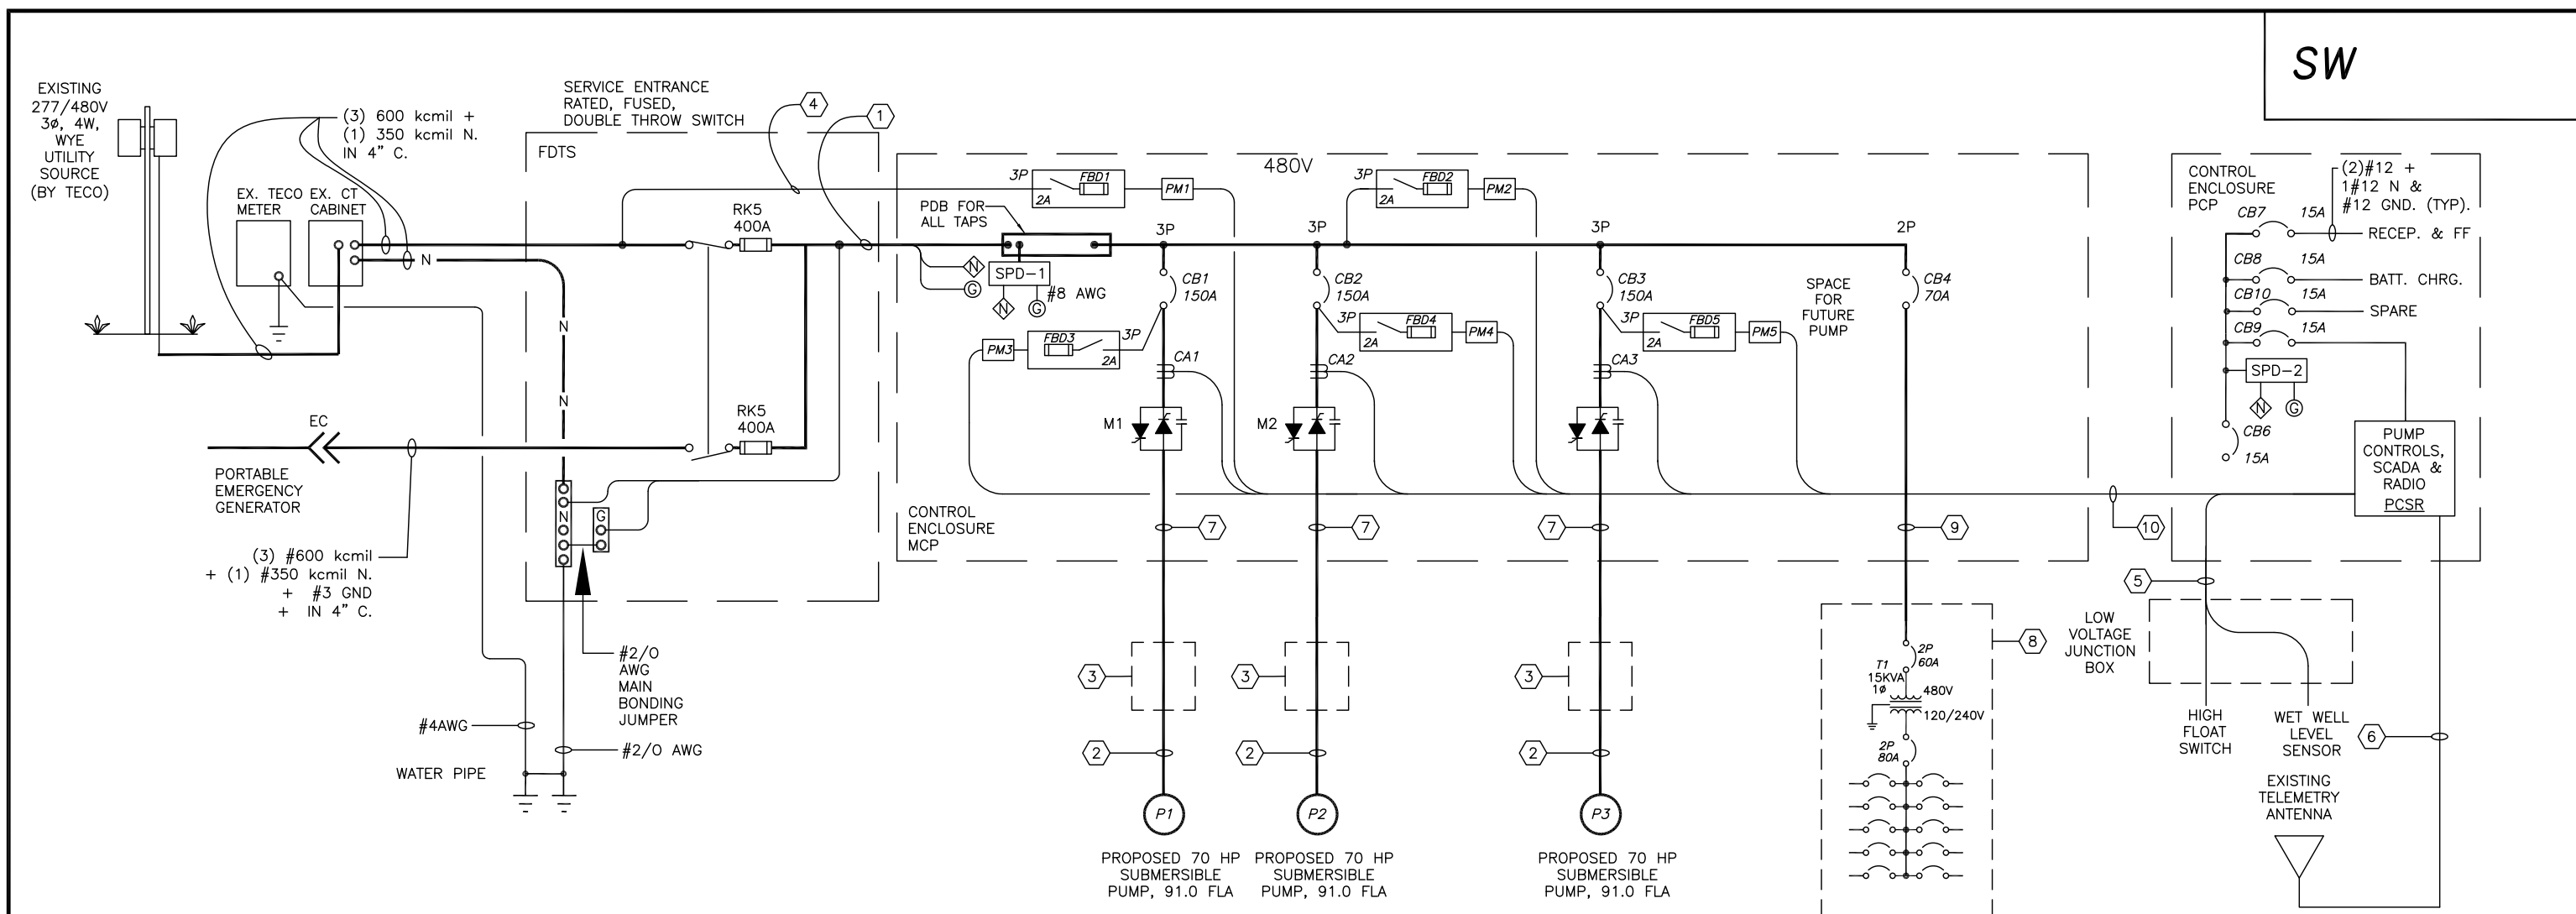 SW
EXISTING
277/480V
3ø, 4W,
WYE
UTILITY
SOURCE
(BY TECO)
(3) 600 kcmil +
(1) 350 kcmil N.
IN 4" C.
EX. TECO
METER
EX. CT
CABINET
SERVICE ENTRANCE
RATED, FUSED,
DOUBLE THROW SWITCH
FDTS
4
1
N
N
N
RK5
400A
RK5
400A
EC
PORTABLE
EMERGENCY
GENERATOR
(3) #600 kcmil
+ (1) #350 kcmil N.
+ #3 GND
+ IN 4" C.
N
G
#2/0
AWG
MAIN
BONDING
JUMPER
#4AWG
#2/0 AWG
WATER PIPE
480V
PDB FOR
ALL TAPS
N
G
SPD-1
#8 AWG
N
G
3P
FBD1
2A
PM1
3P
FBD2
2A
PM2
3P
3P
3P
2P
CB1
150A
CB2
150A
CB3
150A
SPACE
FOR
FUTURE
PUMP
CB4
70A
PM3
FBD3
2A
3P
3P
FBD4
2A
PM4
3P
FBD5
2A
PM5
CA1
CA2
CA3
M1
M2
CONTROL
ENCLOSURE
MCP
7
7
7
9
10
3
3
3
2
2
2
P1
P2
P3
PROPOSED 70 HP
SUBMERSIBLE
PUMP, 91.0 FLA
PROPOSED 70 HP
SUBMERSIBLE
PUMP, 91.0 FLA
PROPOSED 70 HP
SUBMERSIBLE
PUMP, 91.0 FLA
8
2P
60A
T1
15KVA
1ø
480V
120/240V
2P
80A
CONTROL
ENCLOSURE
PCP
(2)#12 +
1#12 N &
#12 GND. (TYP).
CB7
15A
RECEP. & FF
CB8
15A
BATT. CHRG.
CB10
15A
SPARE
CB9
15A
SPD-2
N
G
CB6
15A
PUMP
CONTROLS,
SCADA &
RADIO
PCSR
5
LOW
VOLTAGE
JUNCTION
BOX
HIGH
FLOAT
SWITCH
WET WELL
LEVEL
SENSOR
6
EXISTING
TELEMETRY
ANTENNA